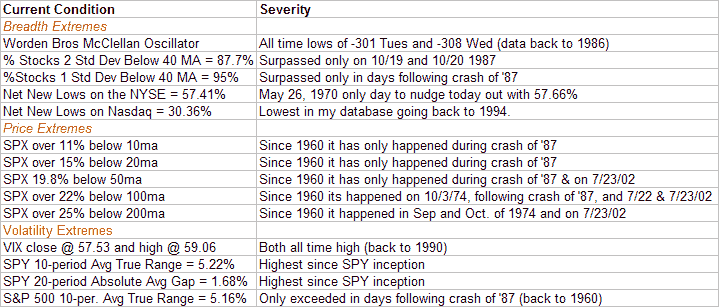 Current Condition Severity
Breadth Extremes
Worden Bros McClellan Oscillator All time lows of -301 Tues and -308 Wed (data back to 1986)
% Stocks 2 Std Dev Below 40 MA = 87.7% Surpassed only on 10/19 and 10/20 1987
%Stocks 1 Std Dev Below 40 MA = 95% Surpassed only in days following crash of '87
Net New Lows on the NYSE = 57.41% May 26, 1970 only day to nudge today out with 57.66%
Net New Lows on Nasdaq = 30.36% Lowest in my database going back to 1994.
Price Extremes
SPX over 11% below 10ma Since 1960 it has only happened during crash of '87
SPX over 15% below 20ma Since 1960 it has only happened during crash of '87
SPX 19.8% below 50ma Since 1960 it has only happened during crash of '87 & on 7/23/02
SPX over 22% below 100ma Since 1960 its happened on 10/3/74, following crash of '87, and 7/22 & 7/23/02
SPX over 25% below 200ma Since 1960 it happened in Sep and Oct. of 1974 and on 7/23/02
Volatility Extremes
VIX close @ 57.53 and high @ 59.06 Both all time high (back to 1990)
SPY 10-period Avg True Range = 5.22% Highest since SPY inception
SPY 20-period Absolute Avg Gap = 1.68% Highest since SPY inception
S&P 500 10-per. Avg True Range = 5.16% Only exceeded in days following crash of '87 (back to 1960)